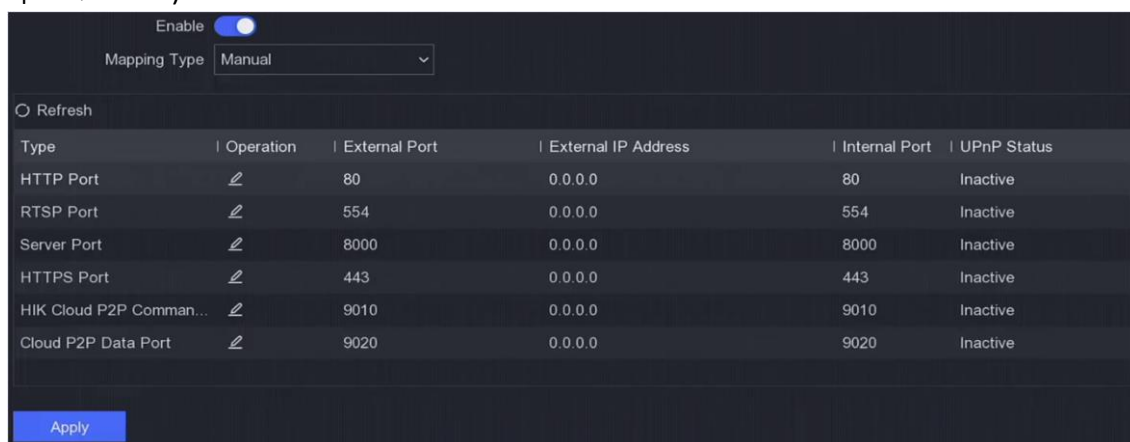 Enable
Mapping Type Manual
Refresh
Type Operation External Port External IP Address Internal Port UPnP Status
HTTP Port 80 0.0.0.0 80 Inactive
RTSP Port 554 0.0.0.0 554 Inactive
Server Port 8000 0.0.0.0 8000 Inactive
HTTPS Port 443 0.0.0.0 443 Inactive
HIK Cloud P2P Comman... 9010 0.0.0.0 9010 Inactive
Cloud P2P Data Port 9020 0.0.0.0 9020 Inactive
Apply